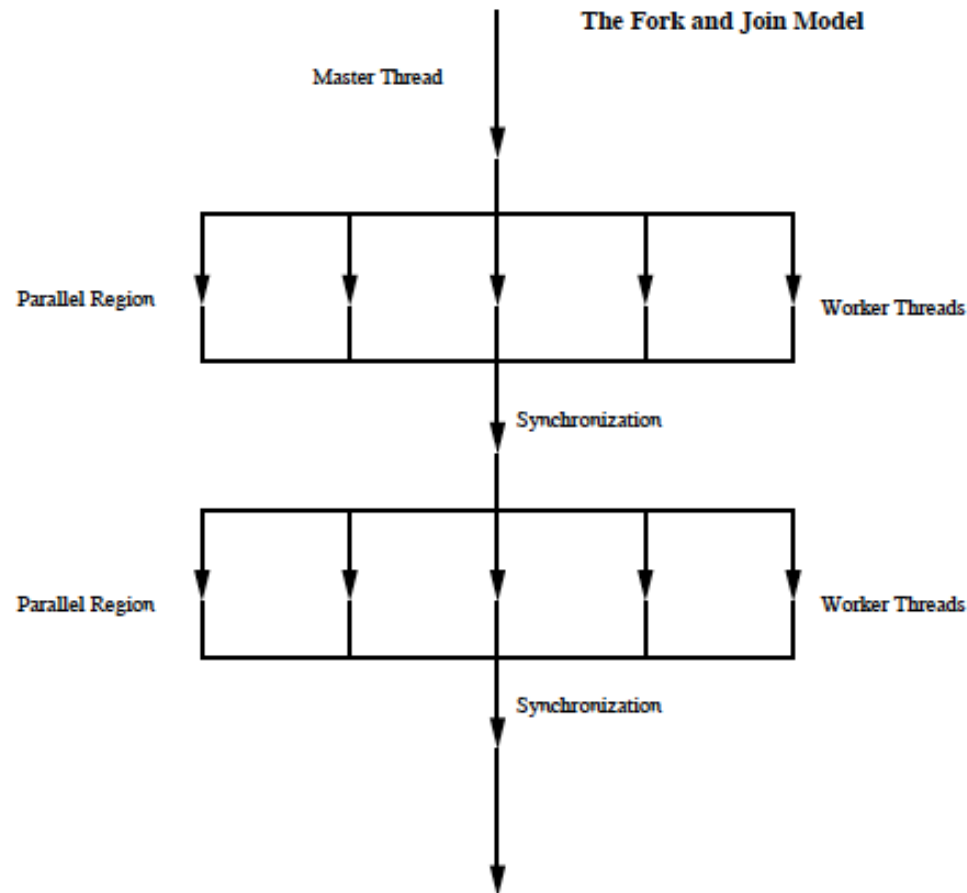 The Fork and Join Model
Master Thread
Parallel Region
Worker Threads
Synchronization
Parallel Region
Worker Threads
Synchronization